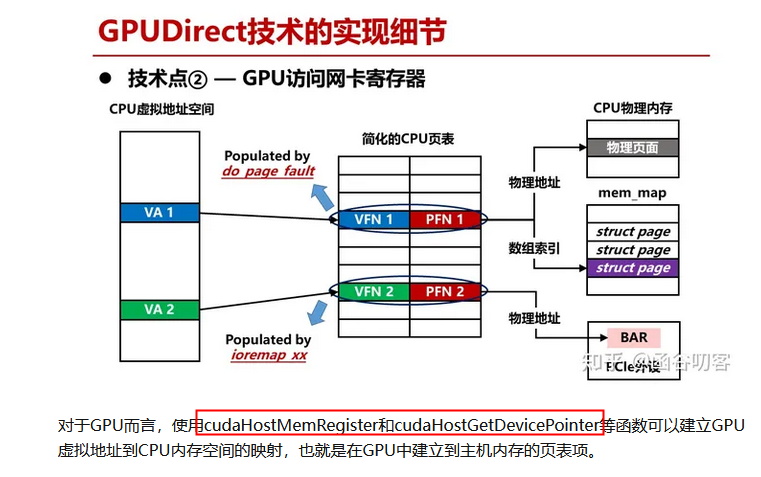 GPUDirect技术的实现细节
● 技术点② — GPU访问网卡寄存器
CPU虚拟地址空间
CPU物理内存
简化的CPU页表
Populated by
do_page_fault
物理页面
物理地址
mem_map
VA 1
VFN 1
PFN 1
struct page
数组索引
struct page
struct page
VFN 2
PFN 2
VA 2
物理地址
Populated by
ioremap_xx
BAR
知乎 @函谷叨客
PCIe外设
对于GPU而言，使用cudaHostMemRegister和cudaHostGetDevicePointer等函数可以建立GPU
虚拟地址到CPU内存空间的映射，也就是在GPU中建立到主机内存的页表项。